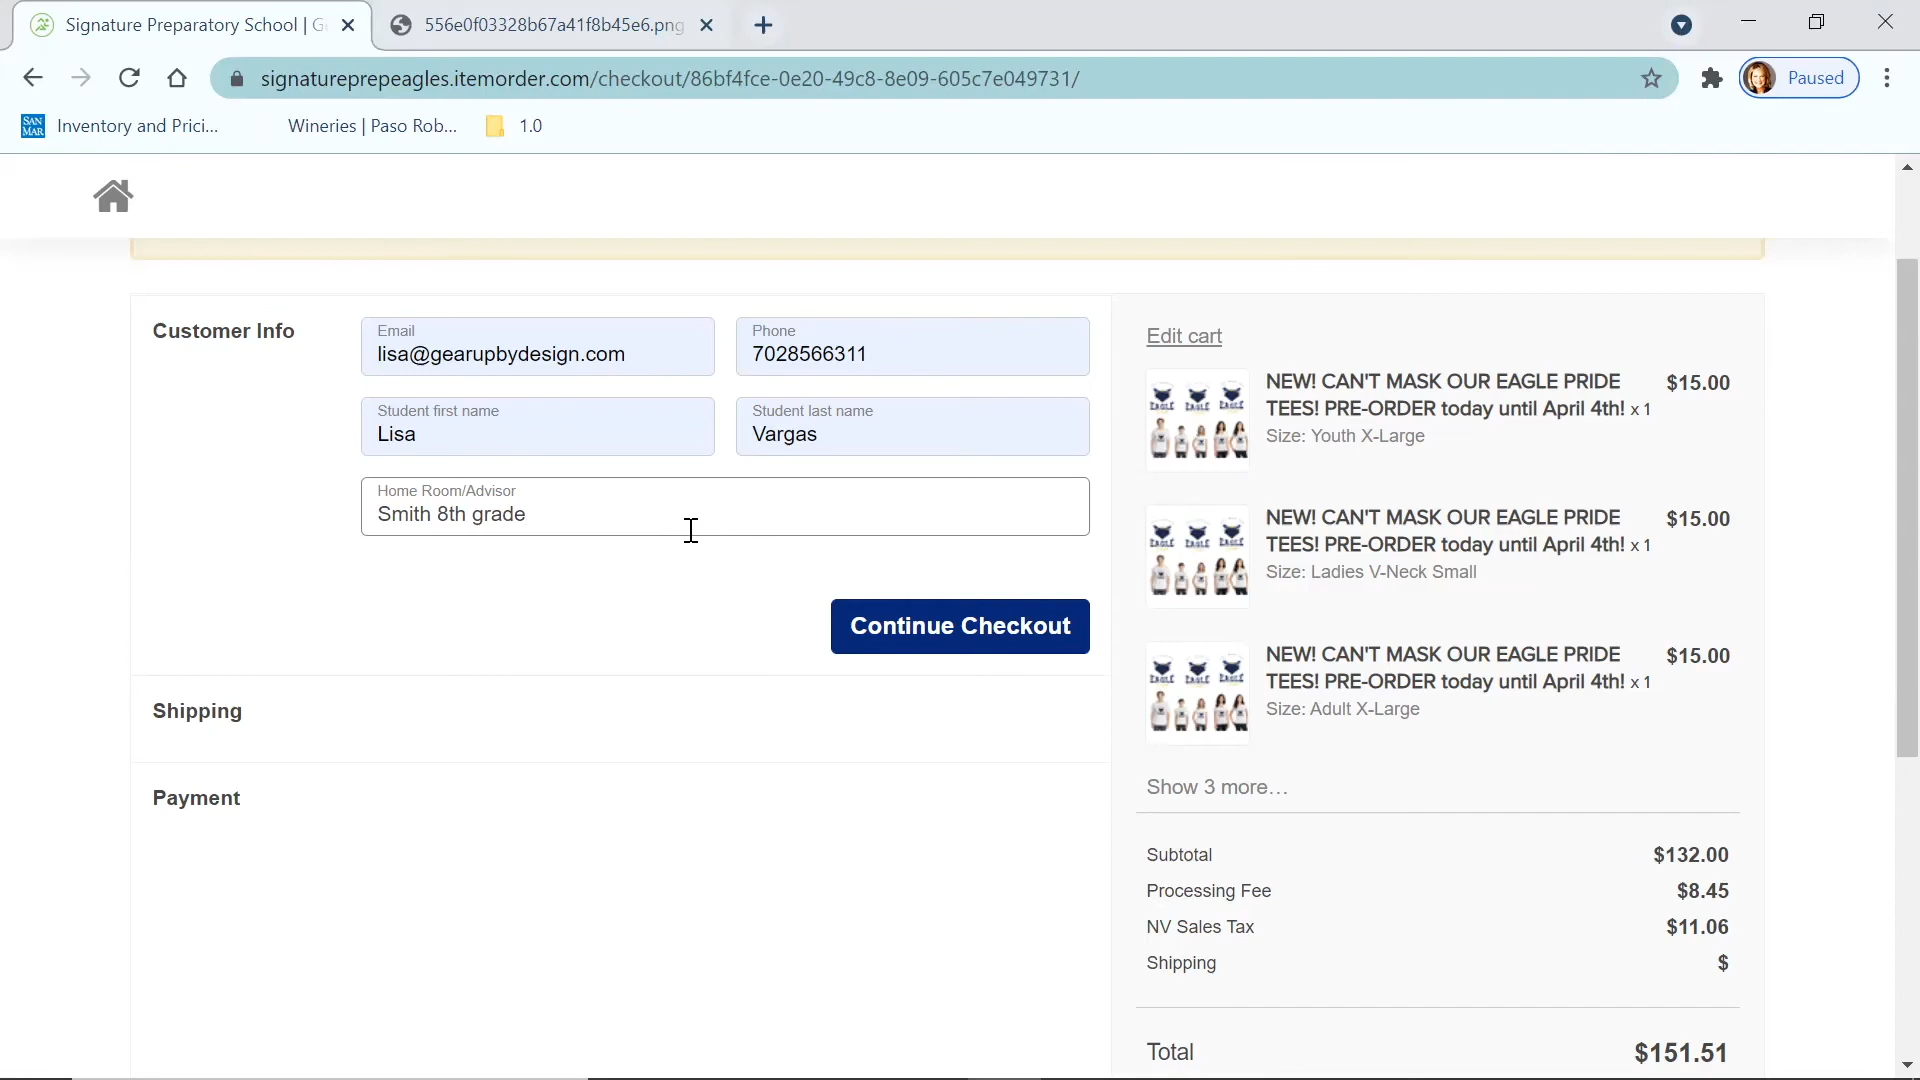 Signature Preparatory School | G
556e0f03328b67a41f8b45e6.png
signatureprepeagles.itemorder.com/checkout/86bf4fce-0e20-49c8-8e09-605c7e049731/
Paused
SAN MAR
Inventory and Prici...
Wineries | Paso Rob...
1.0
Customer Info
Email
lisa@gearupbydesign.com
Phone
7028566311
Student first name
Lisa
Student last name
Vargas
Home Room/Advisor
Smith 8th grade
Continue Checkout
Shipping
Payment
Edit cart
NEW! CAN'T MASK OUR EAGLE PRIDE
TEES! PRE-ORDER today until April 4th! x 1
$15.00
Size: Youth X-Large
NEW! CAN'T MASK OUR EAGLE PRIDE
TEES! PRE-ORDER today until April 4th! x 1
$15.00
Size: Ladies V-Neck Small
NEW! CAN'T MASK OUR EAGLE PRIDE
TEES! PRE-ORDER today until April 4th! x 1
$15.00
Size: Adult X-Large
Show 3 more...
Subtotal $132.00
Processing Fee $8.45
NV Sales Tax $11.06
Shipping $
Total $151.51